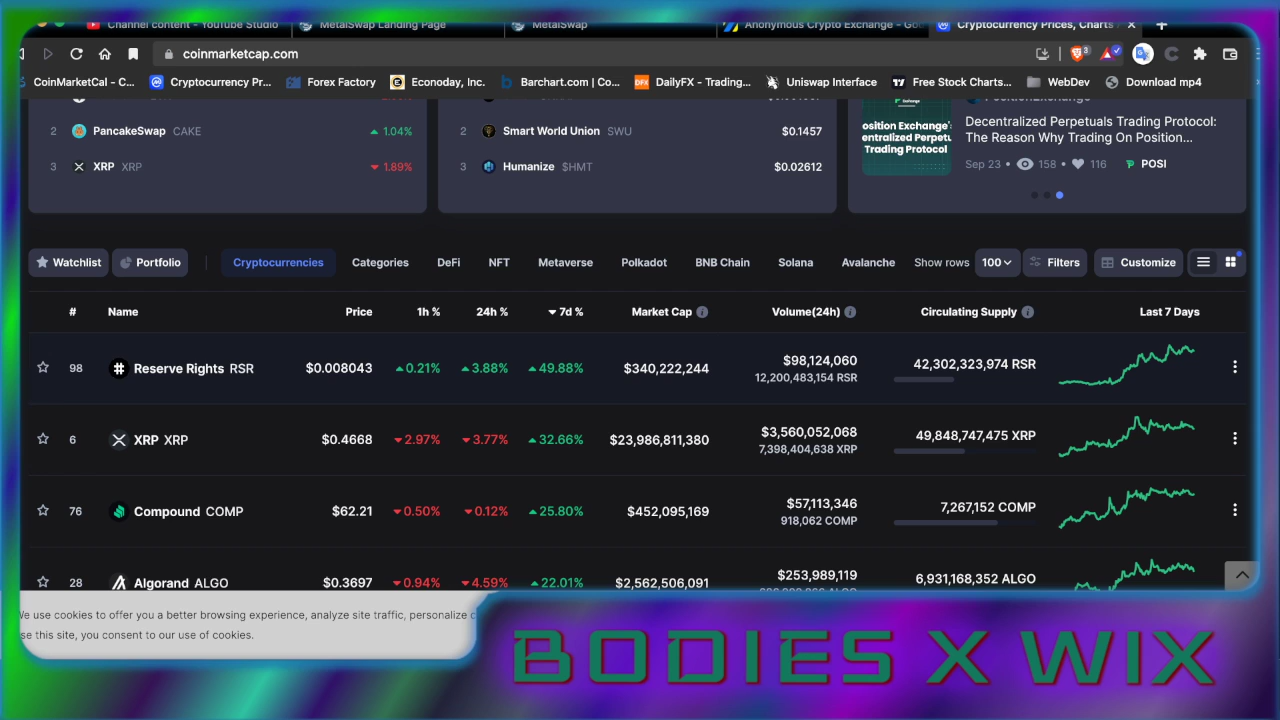 Channel content - YouTube Studio MetalSwap Landing Page MetalSwap Anonymous Crypto Exchange - Go Cryptocurrency Prices, Charts
coinmarketcap.com
CoinMarketCal - C... Cryptocurrency Pr... Forex Factory Econoday, Inc. Barchart.com | Co... DailyFX - Trading... Uniswap Interface Free Stock Charts... WebDev Download mp4
2 PancakeSwap CAKE 1.04%
3 XRP XRP 1.89%
2 Smart World Union SWU $0.1457
3 Humanize $HMT $0.02612
PositionExchange
Decentralized Perpetuals Trading Protocol:
The Reason Why Trading On Position...
Sep 23 • 158 • 116 POSI
osition Exchange's
Trading Protocol
Watchlist Portfolio Cryptocurrencies Categories DeFi NFT Metaverse Polkadot BNB Chain Solana Avalanche Show rows 100 Filters Customize
# Name Price 1h % 24h % 7d % Market Cap Volume(24h) Circulating Supply Last 7 Days
98 Reserve Rights RSR $0.008043 0.21% 3.88% 49.88% $340,222,244 $98,124,060 42,302,323,974 RSR
12,200,483,154 RSR
6 XRP XRP $0.4668 2.97% 3.77% 32.66% $23,986,811,380 $3,560,052,068 49,848,747,475 XRP
7,398,404,638 XRP
76 Compound COMP $62.21 0.50% 0.12% 25.80% $452,095,169 $57,113,346 7,267,152 COMP
918,062 COMP
28 Algorand ALGO $0.3697 0.94% 4.59% 22.01% $2,562,506,091 $253,989,119 6,931,168,352 ALGO
We use cookies to offer you a better browsing experience, analyze site traffic, personalize
se this site, you consent to our use of cookies.
BODIES X WIX